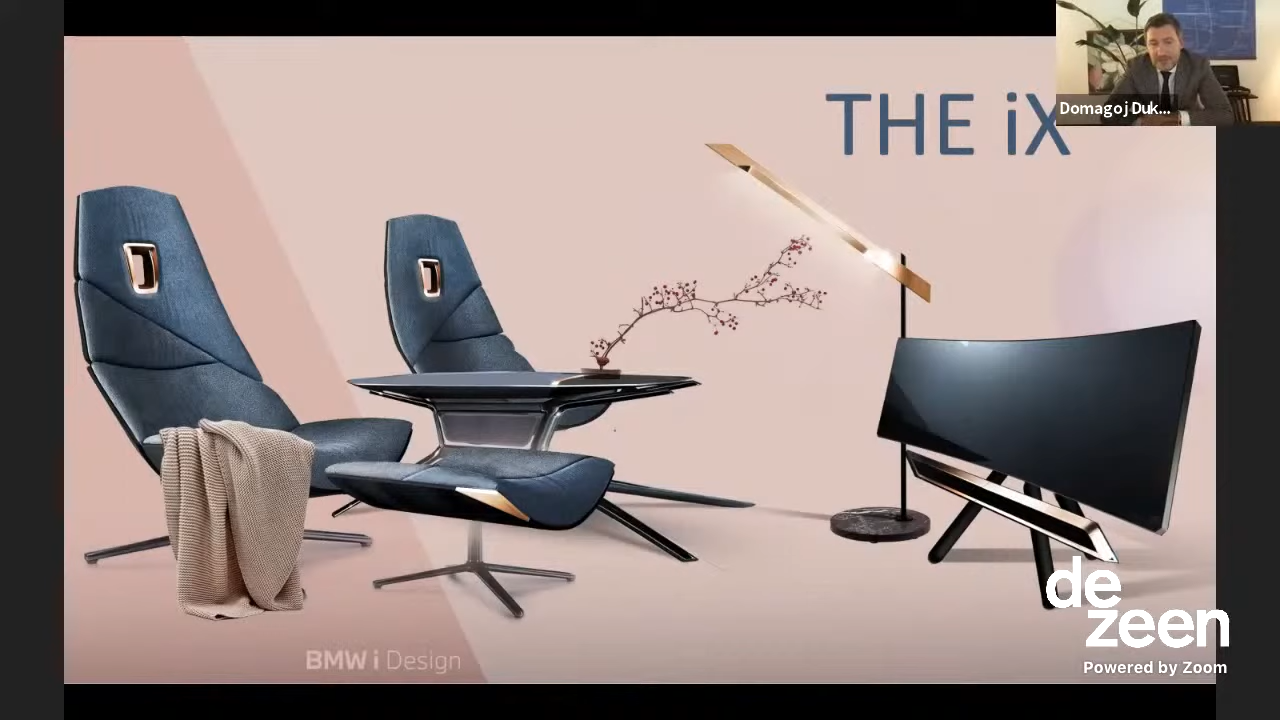 THE iX
Domagoj Duk...
BMW i Design
de
zeen
Powered by Zoom